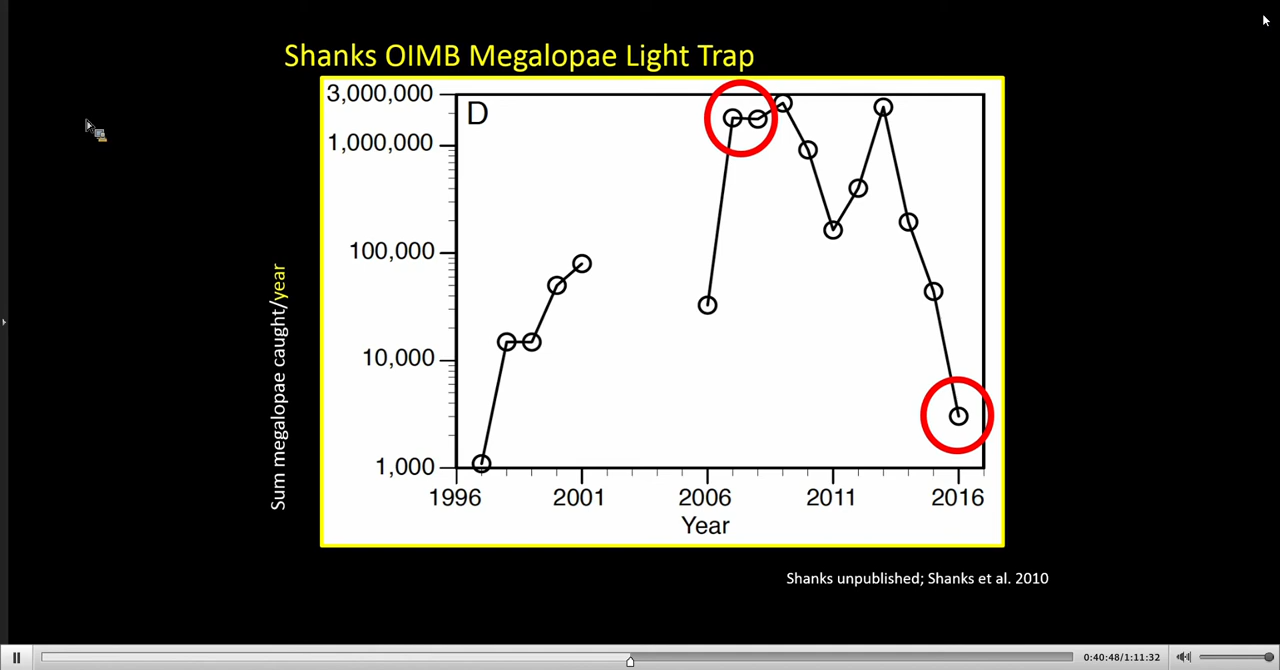 Shanks OIMB Megalopae Light Trap
D
3,000,000
1,000,000
100,000
10,000
1,000
Sum megalopae caught/year
1996 2001 2006 2011 2016
Year
Shanks unpublished; Shanks et al. 2010
0:40:48/1:11:32